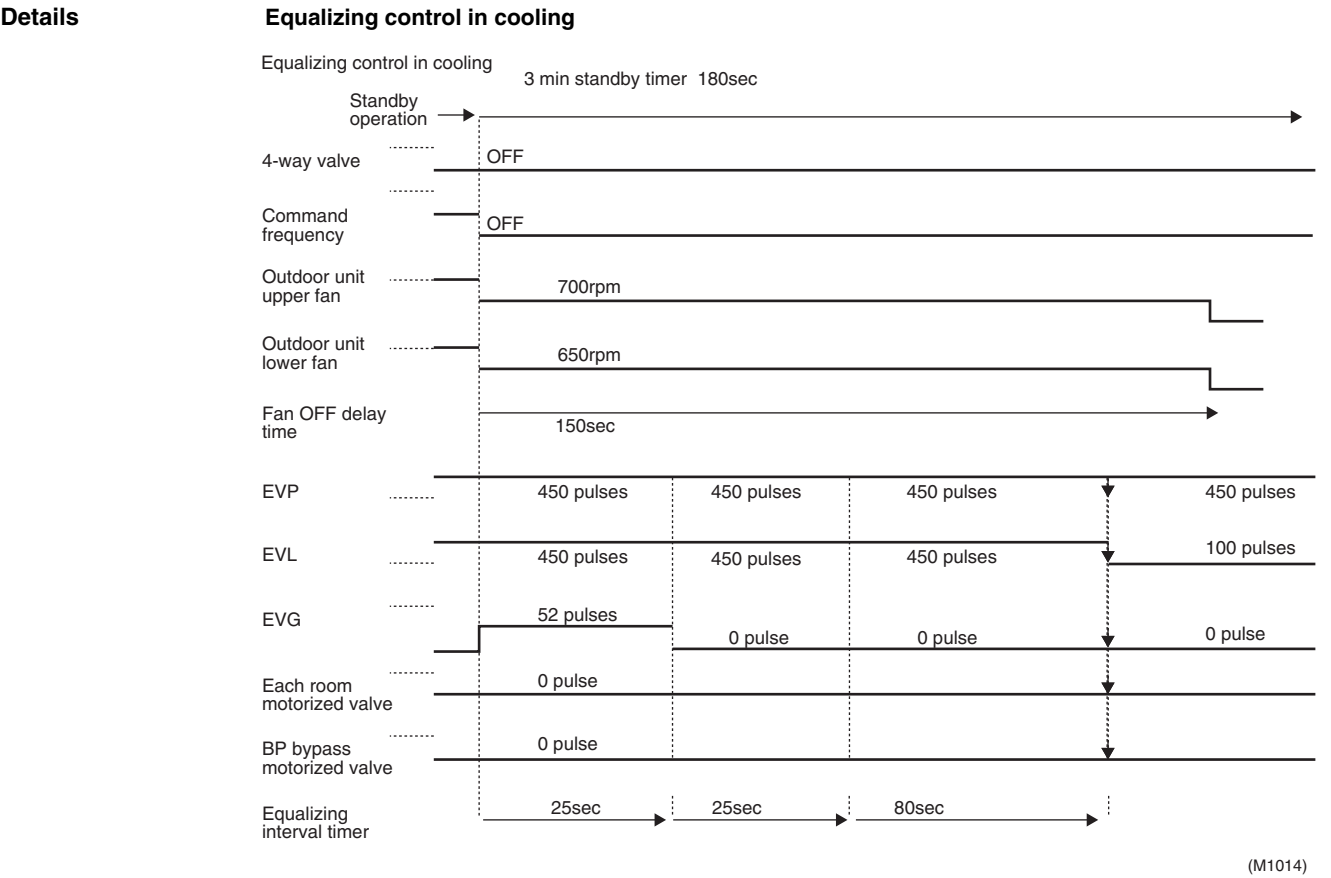 Details
Equalizing control in cooling
Equalizing control in cooling
3 min standby timer 180sec
Standby
operation
4-way valve
OFF
Command
frequency
OFF
Outdoor unit
upper fan
700rpm
Outdoor unit
lower fan
650rpm
Fan OFF delay
time
150sec
EVP
450 pulses
450 pulses
450 pulses
450 pulses
EVL
450 pulses
450 pulses
450 pulses
100 pulses
EVG
52 pulses
0 pulse
0 pulse
0 pulse
Each room
motorized valve
0 pulse
BP bypass
motorized valve
0 pulse
Equalizing
interval timer
25sec
25sec
80sec
(M1014)